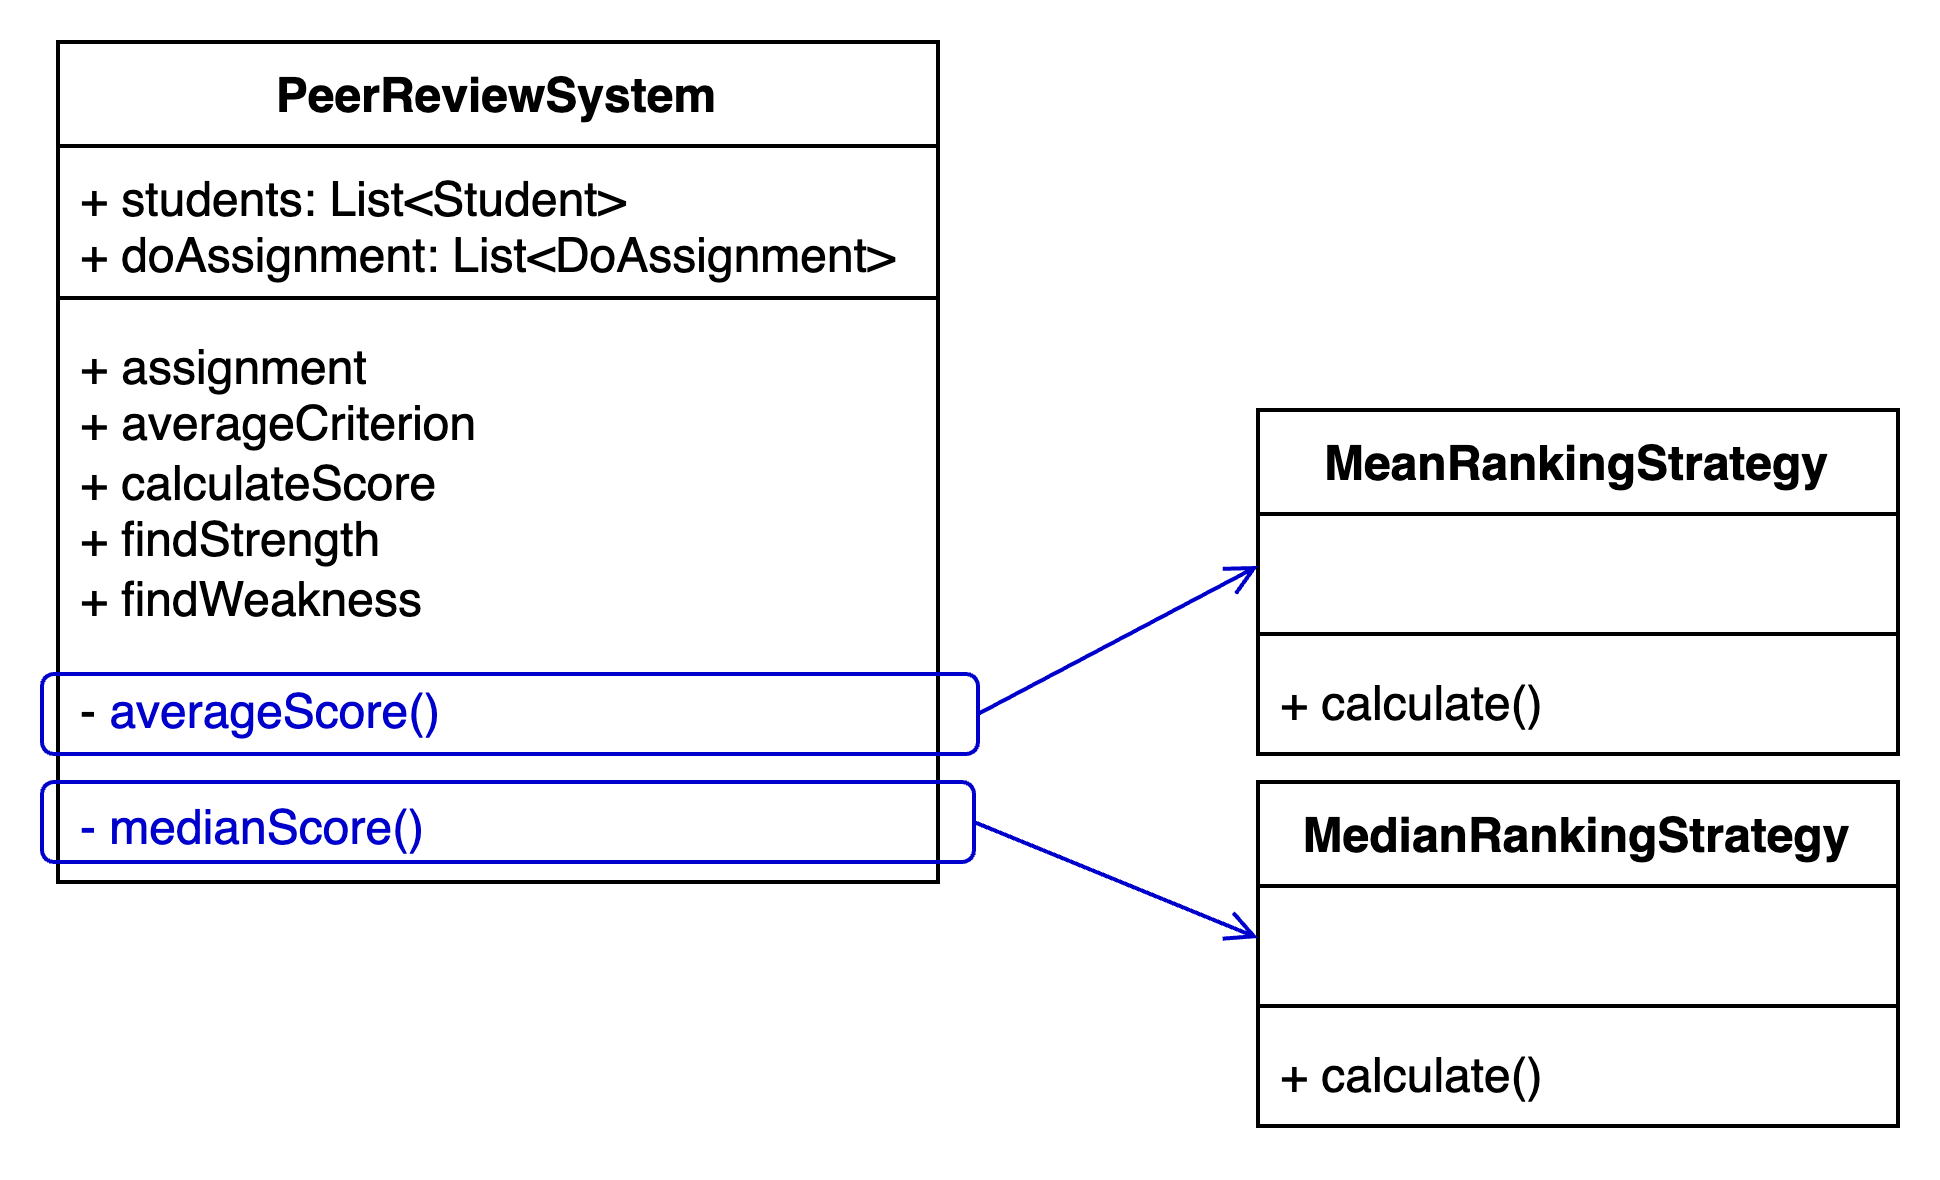 PeerReviewSystem
+ students: List<Student>
+ doAssignment: List<DoAssignment>
+ assignment
+ averageCriterion
+ calculateScore
+ findStrength
+ findWeakness
- averageScore()
- medianScore()
MeanRankingStrategy
+ calculate()
MedianRankingStrategy
+ calculate()